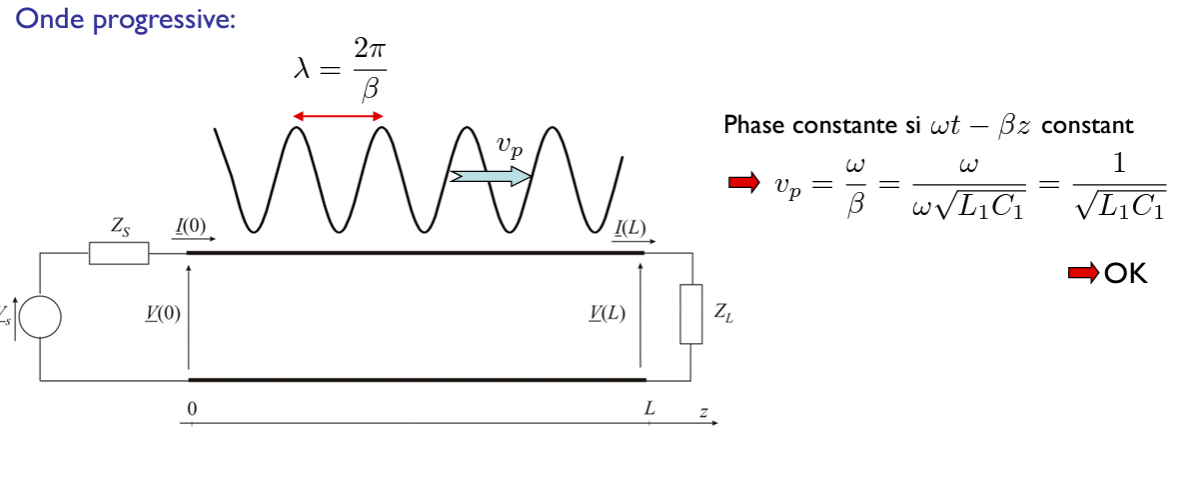 Onde progressive:
λ = 2π/β
v_p
Phase constante si ωt − βz constant
v_p = ω/β = ω/(ω√(L₁C₁)) = 1/√(L₁C₁)
OK
Z_S
I(0)
I(L)
V_s
V(0)
V(L)
Z_L
0
L
z